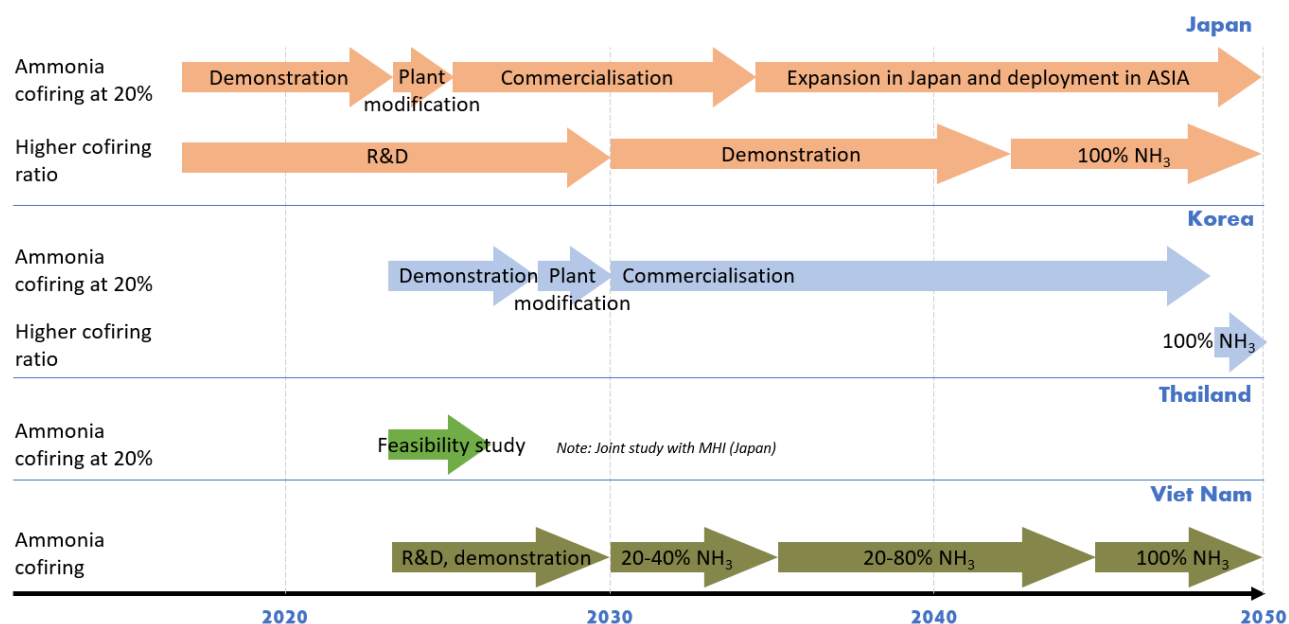 Japan
Ammonia
cofiring at 20%
Demonstration
Plant
modification
Commercialisation
Expansion in Japan and deployment in ASIA
Higher cofiring
ratio
R&D
Demonstration
100% NH₃
Korea
Ammonia
cofiring at 20%
Demonstration
Plant
modification
Commercialisation
Higher cofiring
ratio
100% NH₃
Thailand
Ammonia
cofiring at 20%
Feasibility study
Note: Joint study with MHI (Japan)
Viet Nam
Ammonia
cofiring
R&D, demonstration
20-40% NH₃
20-80% NH₃
100% NH₃
2020
2030
2040
2050